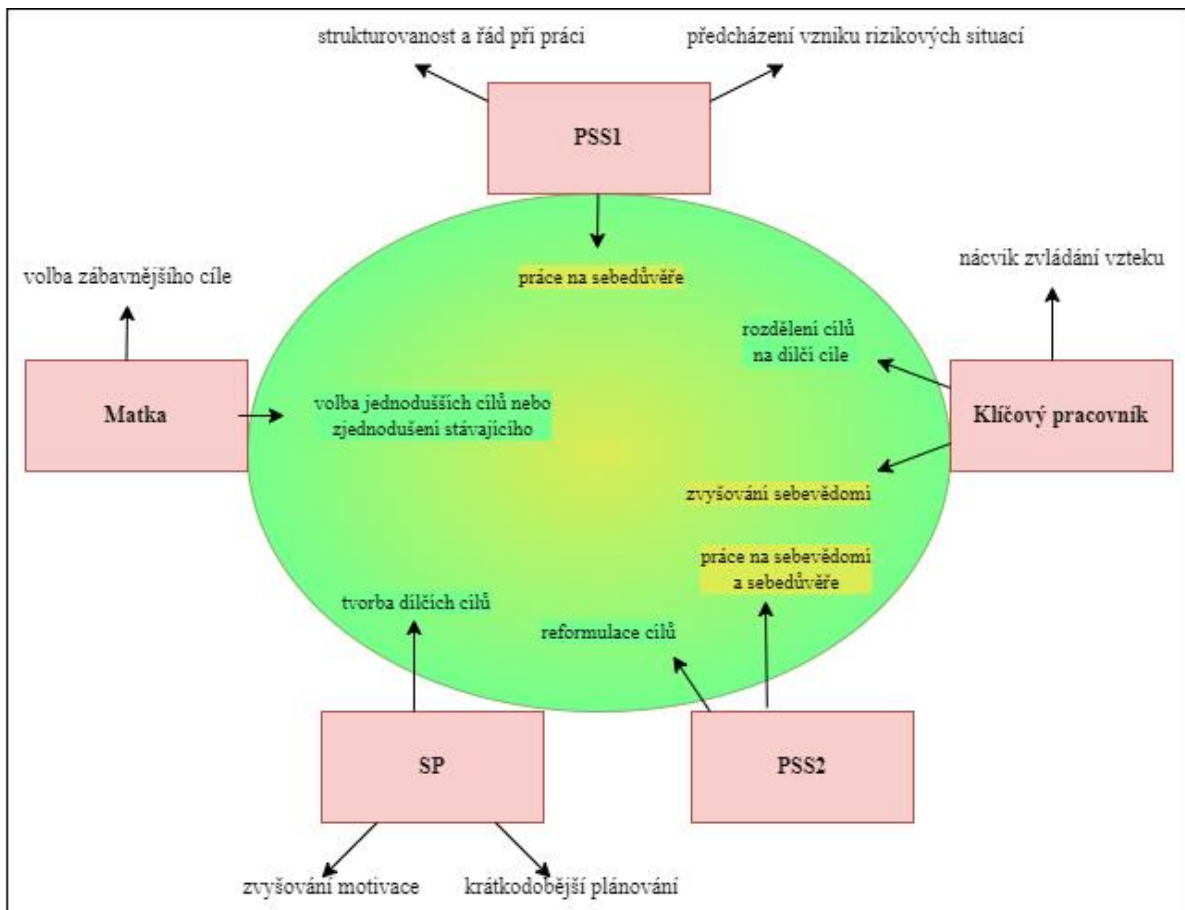 strukturovanost a řád při práci
předcházení vzniku rizikových situací
PSS1
práce na sebedůvěře
volba zábavnějšího cíle
nácvik zvládání vzteku
rozdělení cílů
na dílčí cíle
Matka
volba jednodušších cílů nebo
zjednodušení stávajícího
Klíčový pracovník
zvyšování sebevědomí
práce na sebevědomí
a sebedůvěře
tvorba dílčích cílů
reformulace cílů
SP
PSS2
zvyšování motivace
krátkodobější plánování